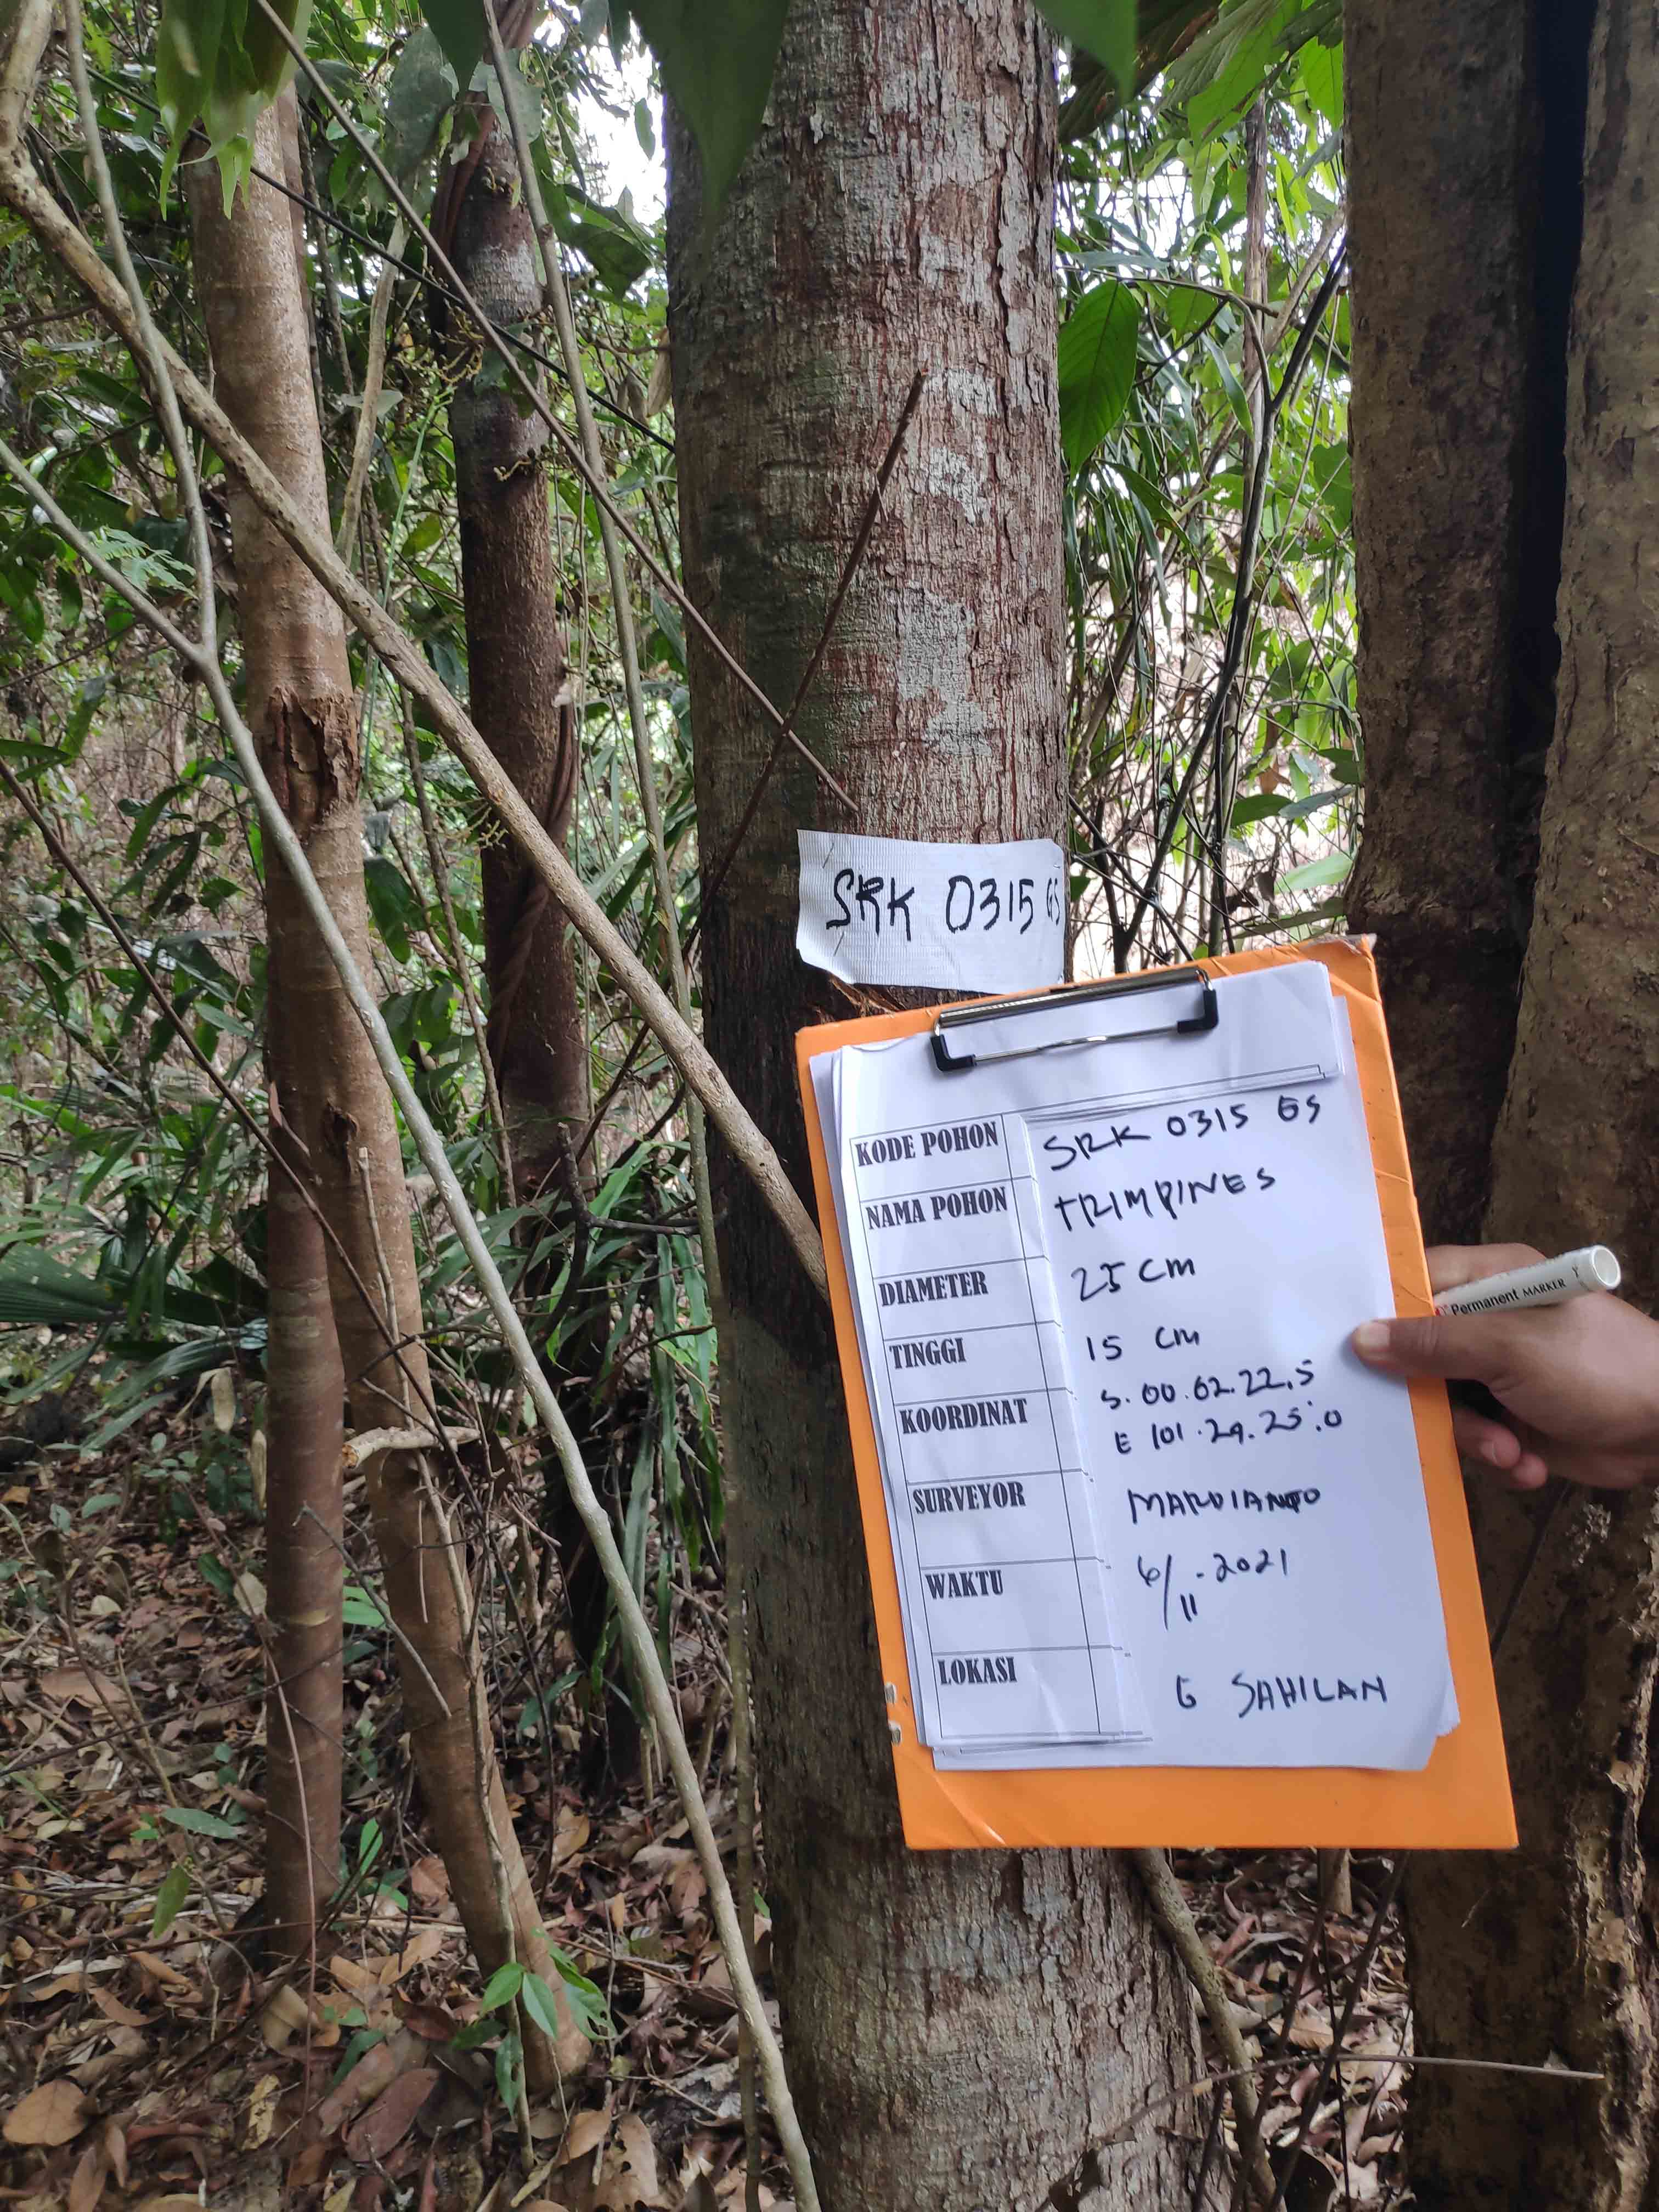 SRK 0315 GS
KODE POHON SRK 0315 GS
NAMA POHON TRIMPINES
DIAMETER 25 cm
TINGGI 15 cm
KOORDINAT S. 00.02.22.5
E 101.29.25.0
SURVEYOR MARDIANTO
WAKTU 6/11-2021
LOKASI G SAHILAN
Permanent MARKER